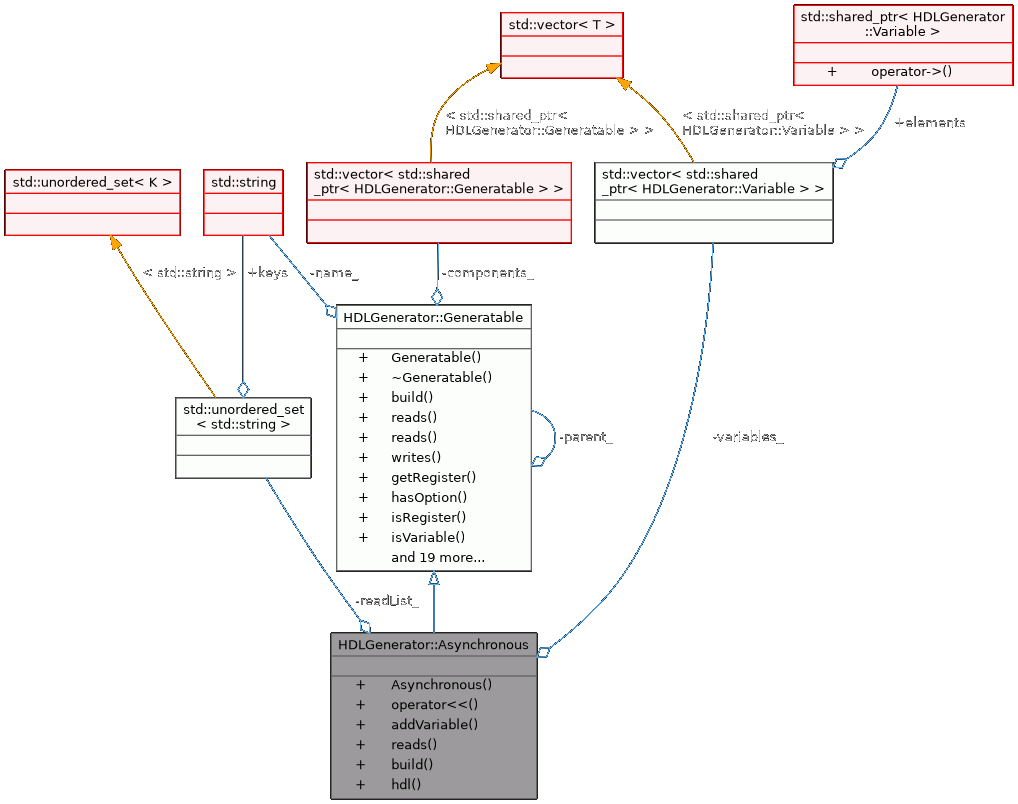 std::vector< T >
std::shared_ptr< HDLGenerator
::Variable >
+ operator->()
< std::shared_ptr<
HDLGenerator::Generatable > >
< std::shared_ptr<
HDLGenerator::Variable > >
+elements
std::unordered_set< K >
std::string
std::vector< std::shared
_ptr< HDLGenerator::Generatable > >
std::vector< std::shared
_ptr< HDLGenerator::Variable > >
< std::string >
+keys
-name_
-components_
HDLGenerator::Generatable
+ Generatable()
+ ~Generatable()
+ build()
+ reads()
+ reads()
+ writes()
+ getRegister()
+ hasOption()
+ isRegister()
+ isVariable()
and 19 more...
std::unordered_set
< std::string >
-parent_
-variables_
-readList_
HDLGenerator::Asynchronous
+ Asynchronous()
+ operator<<()
+ addVariable()
+ reads()
+ build()
+ hdl()